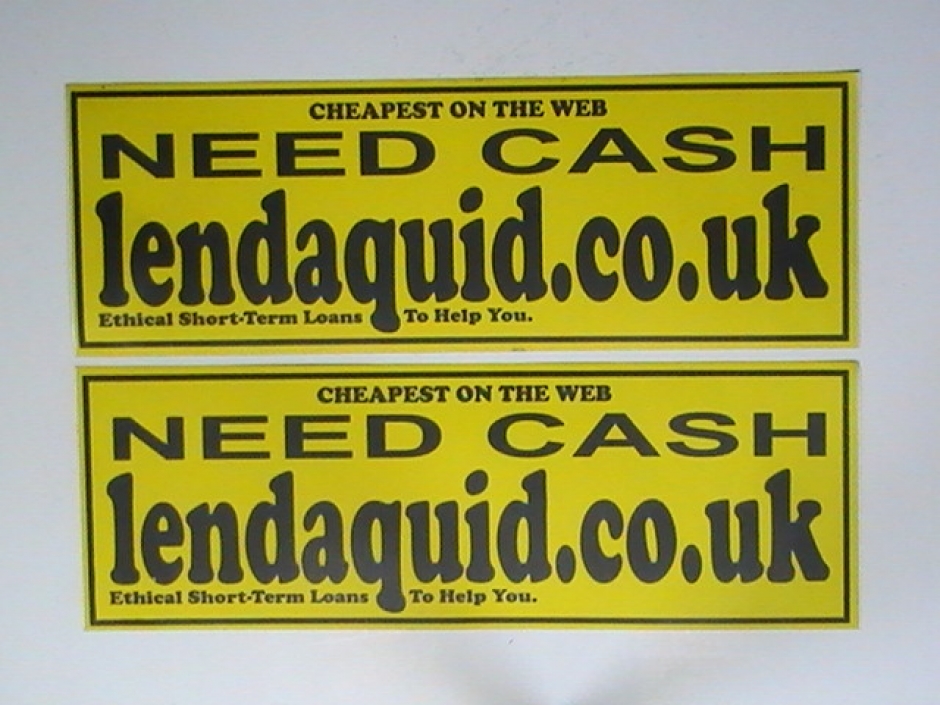 CHEAPEST ON THE WEB
NEED CASH
lendaquid.co.uk
Ethical Short-Term Loans To Help You.
CHEAPEST ON THE WEB
NEED CASH
lendaquid.co.uk
Ethical Short-Term Loans To Help You.